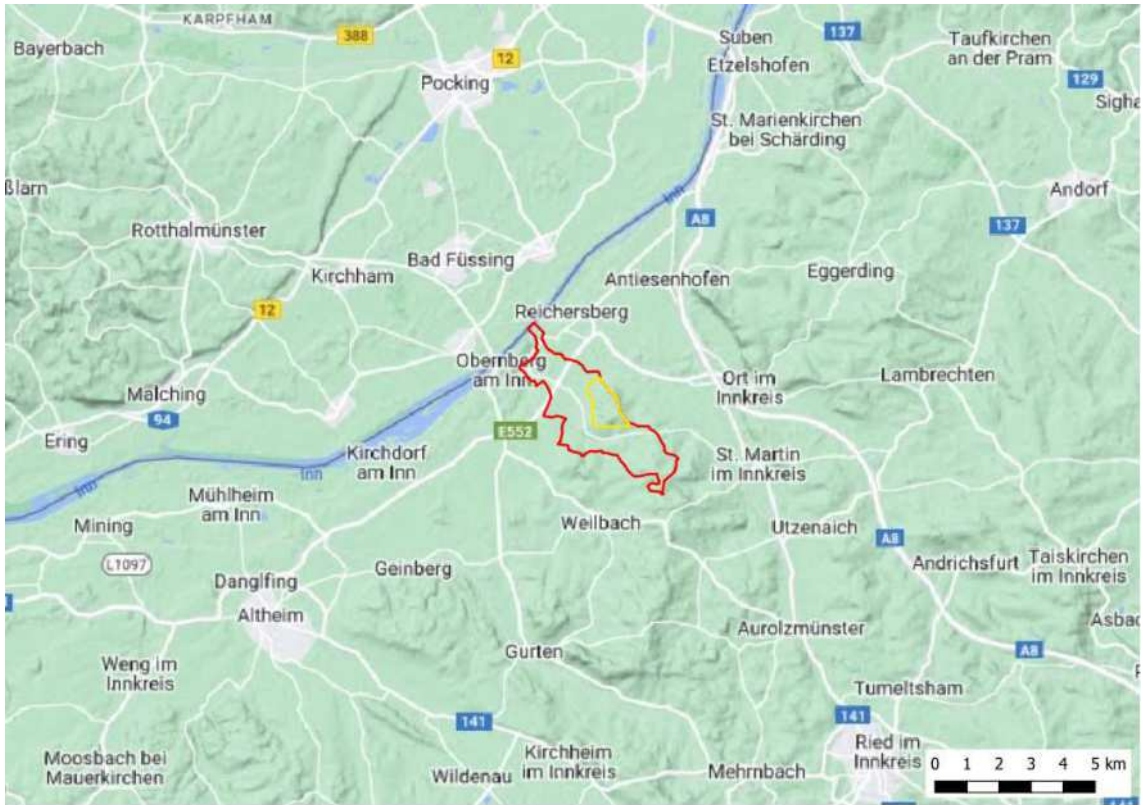 KARPFHAM
388
Bayerbach
12
Pocking
Suben
Etzelshofen
137
Taufkirchen
an der Pram
129
St. Marienkirchen
bei Schärding
Andorf
Inn
A8
137
Rotthalmünster
Bad Füssing
Kirchham
Antiesenhofen
Eggerding
12
Reichersberg
Obernberg
am Inn
Malching
94
Ort im
Innkreis
Lambrechten
Ering
E552
Kirchdorf
am Inn
St. Martin
im Innkreis
Inn
Inn
Mühlheim
am Inn
Mining
Weilbach
Utzenaich
A8
L1097
Geinberg
Andrichsfurt
Taiskirchen
im Innkreis
Danglfing
Altheim
Aurolzmünster
Gurten
A8
Weng im
Innkreis
Tumeltsham
141
141
Moosbach bei
Mauerkirchen
Kirchheim
im Innkreis
Wildenau
Mehrnbach
Ried im
Innkreis
0 1 2 3 4 5 km